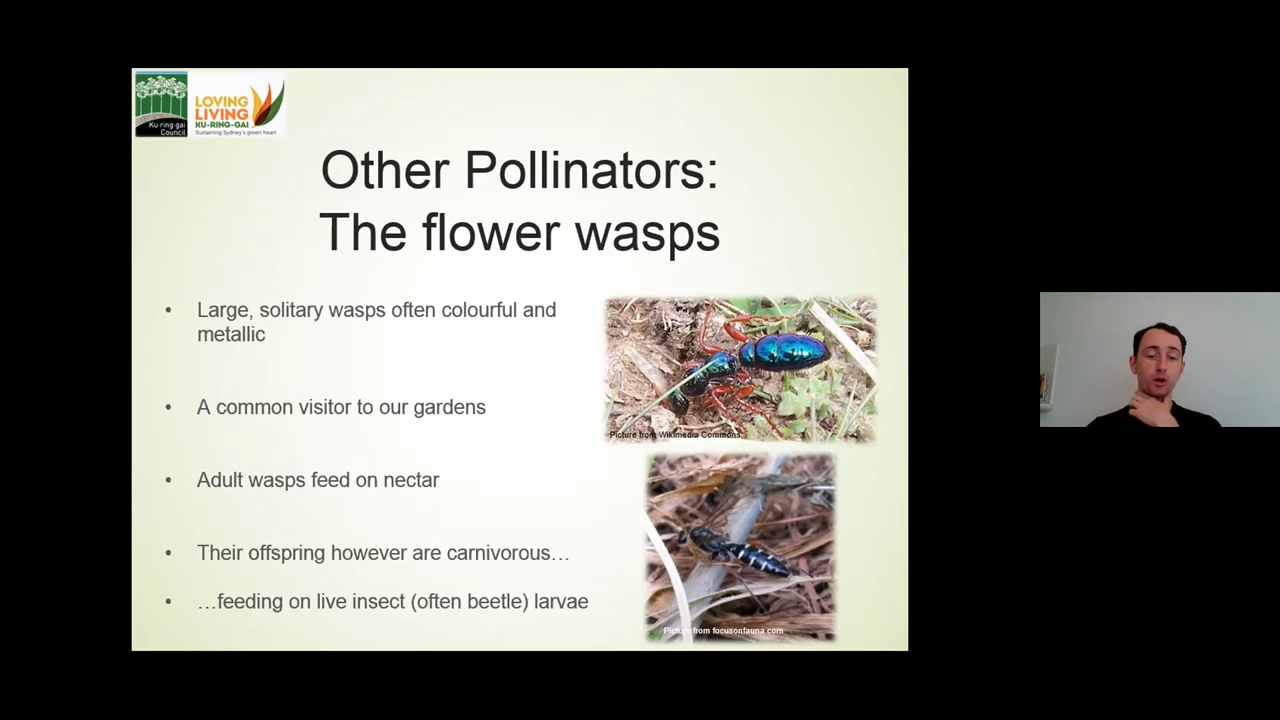 Ku-ring-gai
Council
LOVING
LIVING
KU-RING-GAI
Sustaining Sydney's green heart
Other Pollinators:
The flower wasps
• Large, solitary wasps often colourful and
metallic
• A common visitor to our gardens
• Adult wasps feed on nectar
• Their offspring however are carnivorous…
• …feeding on live insect (often beetle) larvae
Picture from Wikimedia Commons
Picture from focusonfauna.com